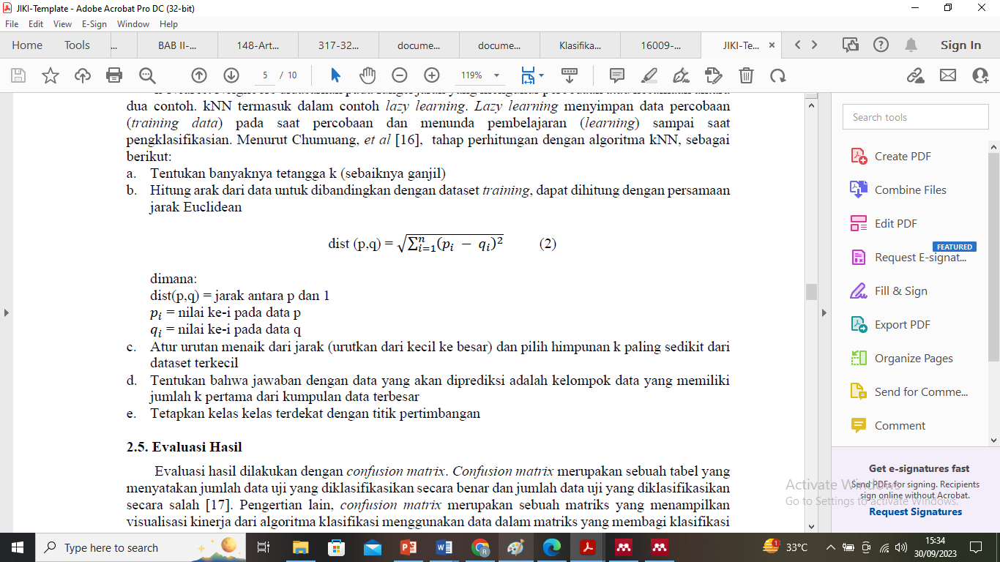 JIKI-Template - Adobe Acrobat Pro DC (32-bit)
File Edit View E-Sign Window Help
Home Tools ... BAB II-... 148-Art... 317-32... docume... docume... Klasifika... 16009-... JIKI-Te... × Sign In
5 / 10 119%
dua contoh. kNN termasuk dalam contoh lazy learning. Lazy learning menyimpan data percobaan
(training data) pada saat percobaan dan menunda pembelajaran (learning) sampai saat
pengklasifikasian. Menurut Chumuang, et al [16], tahap perhitungan dengan algoritma kNN, sebagai
berikut:
a. Tentukan banyaknya tetangga k (sebaiknya ganjil)
b. Hitung arak dari data untuk dibandingkan dengan dataset training, dapat dihitung dengan persamaan
jarak Euclidean
dist (p,q) = √∑ⁿᵢ₌₁(pᵢ − qᵢ)² (2)
dimana:
dist(p,q) = jarak antara p dan 1
pᵢ = nilai ke-i pada data p
qᵢ = nilai ke-i pada data q
c. Atur urutan menaik dari jarak (urutkan dari kecil ke besar) dan pilih himpunan k paling sedikit dari
dataset terkecil
d. Tentukan bahwa jawaban dengan data yang akan diprediksi adalah kelompok data yang memiliki
jumlah k pertama dari kumpulan data terbesar
e. Tetapkan kelas kelas terdekat dengan titik pertimbangan
2.5. Evaluasi Hasil
Evaluasi hasil dilakukan dengan confusion matrix. Confusion matrix merupakan sebuah tabel yang
menyatakan jumlah data uji yang diklasifikasikan secara benar dan jumlah data uji yang diklasifikasikan
secara salah [17]. Pengertian lain, confusion matrix merupakan sebuah matriks yang menampilkan
visualisasi kinerja dari algoritma klasifikasi menggunakan data dalam matriks yang membagi klasifikasi
Search tools
Create PDF
Combine Files
Edit PDF
FEATURED
Request E-signat...
Fill & Sign
Export PDF
Organize Pages
Send for Comme...
Comment
Get e-signatures fast
Send PDFs for signing. Recipients
sign online without Acrobat.
Request Signatures
Activate Windows
Go to Settings to activate Windows.
Type here to search
33°C
15:34
30/09/2023